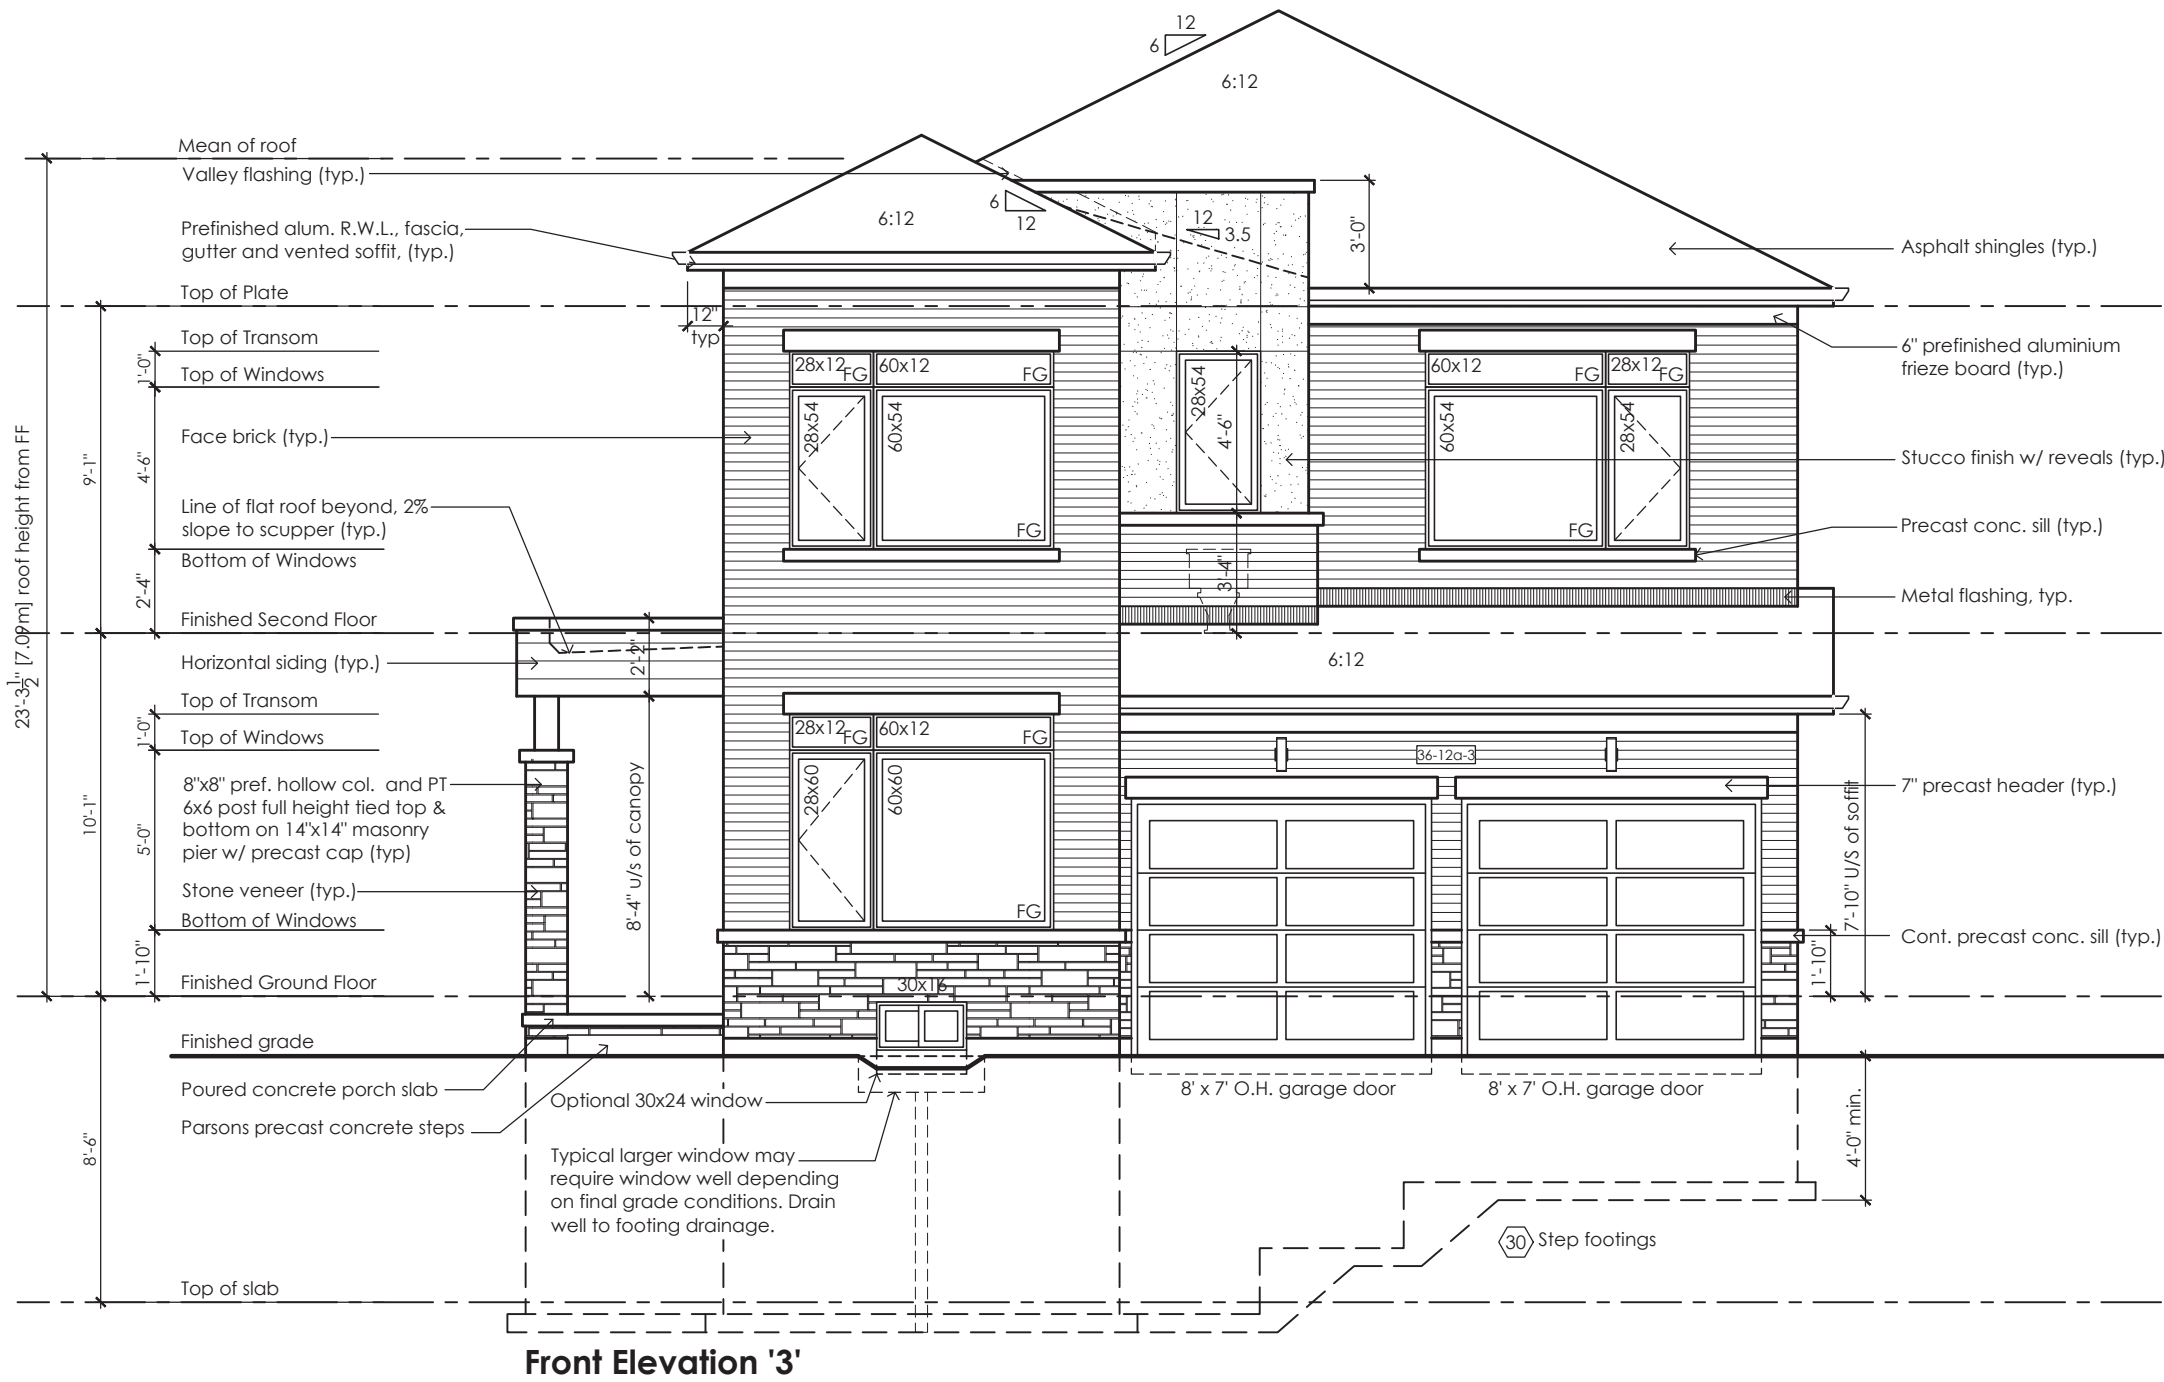 12
6
6:12
Mean of roof
Valley flashing (typ.)
6
12
6:12
12
3.5
3'-0"
Prefinished alum. R.W.L., fascia,
gutter and vented soffit, (typ.)
Asphalt shingles (typ.)
Top of Plate
12"
typ
Top of Transom
1'-0"
Top of Windows
28x12
FG
60x12
FG
60x12
FG
28x12
FG
6" prefinished aluminium
frieze board (typ.)
28x54
60x54
FG
28x54
4'-6"
60x54
FG
28x54
Face brick (typ.)
9'-1"
4'-6"
23'-3 1/2" [7.09m] roof height from FF
Stucco finish w/ reveals (typ.)
Line of flat roof beyond, 2%
slope to scupper (typ.)
Precast conc. sill (typ.)
Bottom of Windows
2'-4"
3'-4"
Metal flashing, typ.
Finished Second Floor
Horizontal siding (typ.)
2'-2"
6:12
Top of Transom
1'-0"
Top of Windows
28x12
FG
60x12
FG
36-12a-3
8"x8" pref. hollow col. and PT
6x6 post full height tied top &
bottom on 14"x14" masonry
pier w/ precast cap (typ)
28x60
60x60
FG
7" precast header (typ.)
10'-1"
5'-0"
8'-4" u/s of canopy
7'-10" U/S of soffit
Stone veneer (typ.)
Bottom of Windows
Cont. precast conc. sill (typ.)
1'-10"
1'-10"
Finished Ground Floor
30x16
Finished grade
Poured concrete porch slab
Optional 30x24 window
8' x 7' O.H. garage door
8' x 7' O.H. garage door
Parsons precast concrete steps
4'-0" min.
8'-6"
Typical larger window may
require window well depending
on final grade conditions. Drain
well to footing drainage.
30 Step footings
Top of slab
Front Elevation '3'